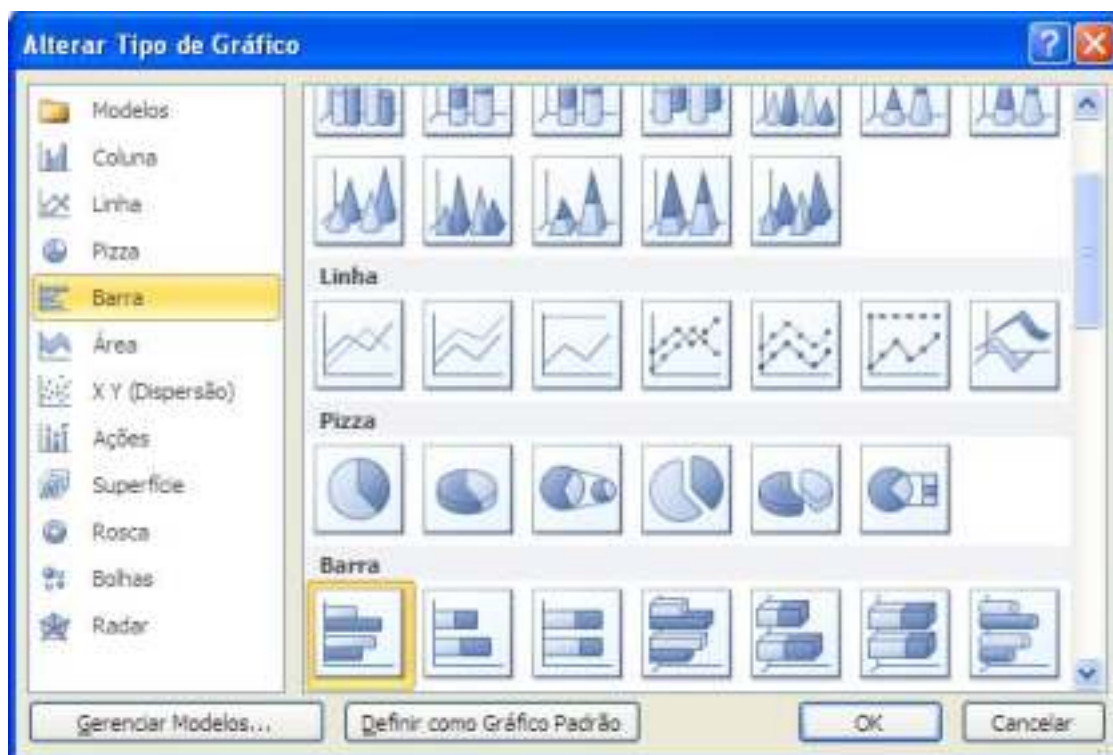 Alterar Tipo de Gráfico
Modelos
Coluna
Linha
Pizza
Barra
Área
X Y (Dispersão)
Ações
Superfície
Rosca
Bolhas
Radar
Linha
Pizza
Barra
Gerenciar Modelos...
Definir como Gráfico Padrão
OK
Cancelar